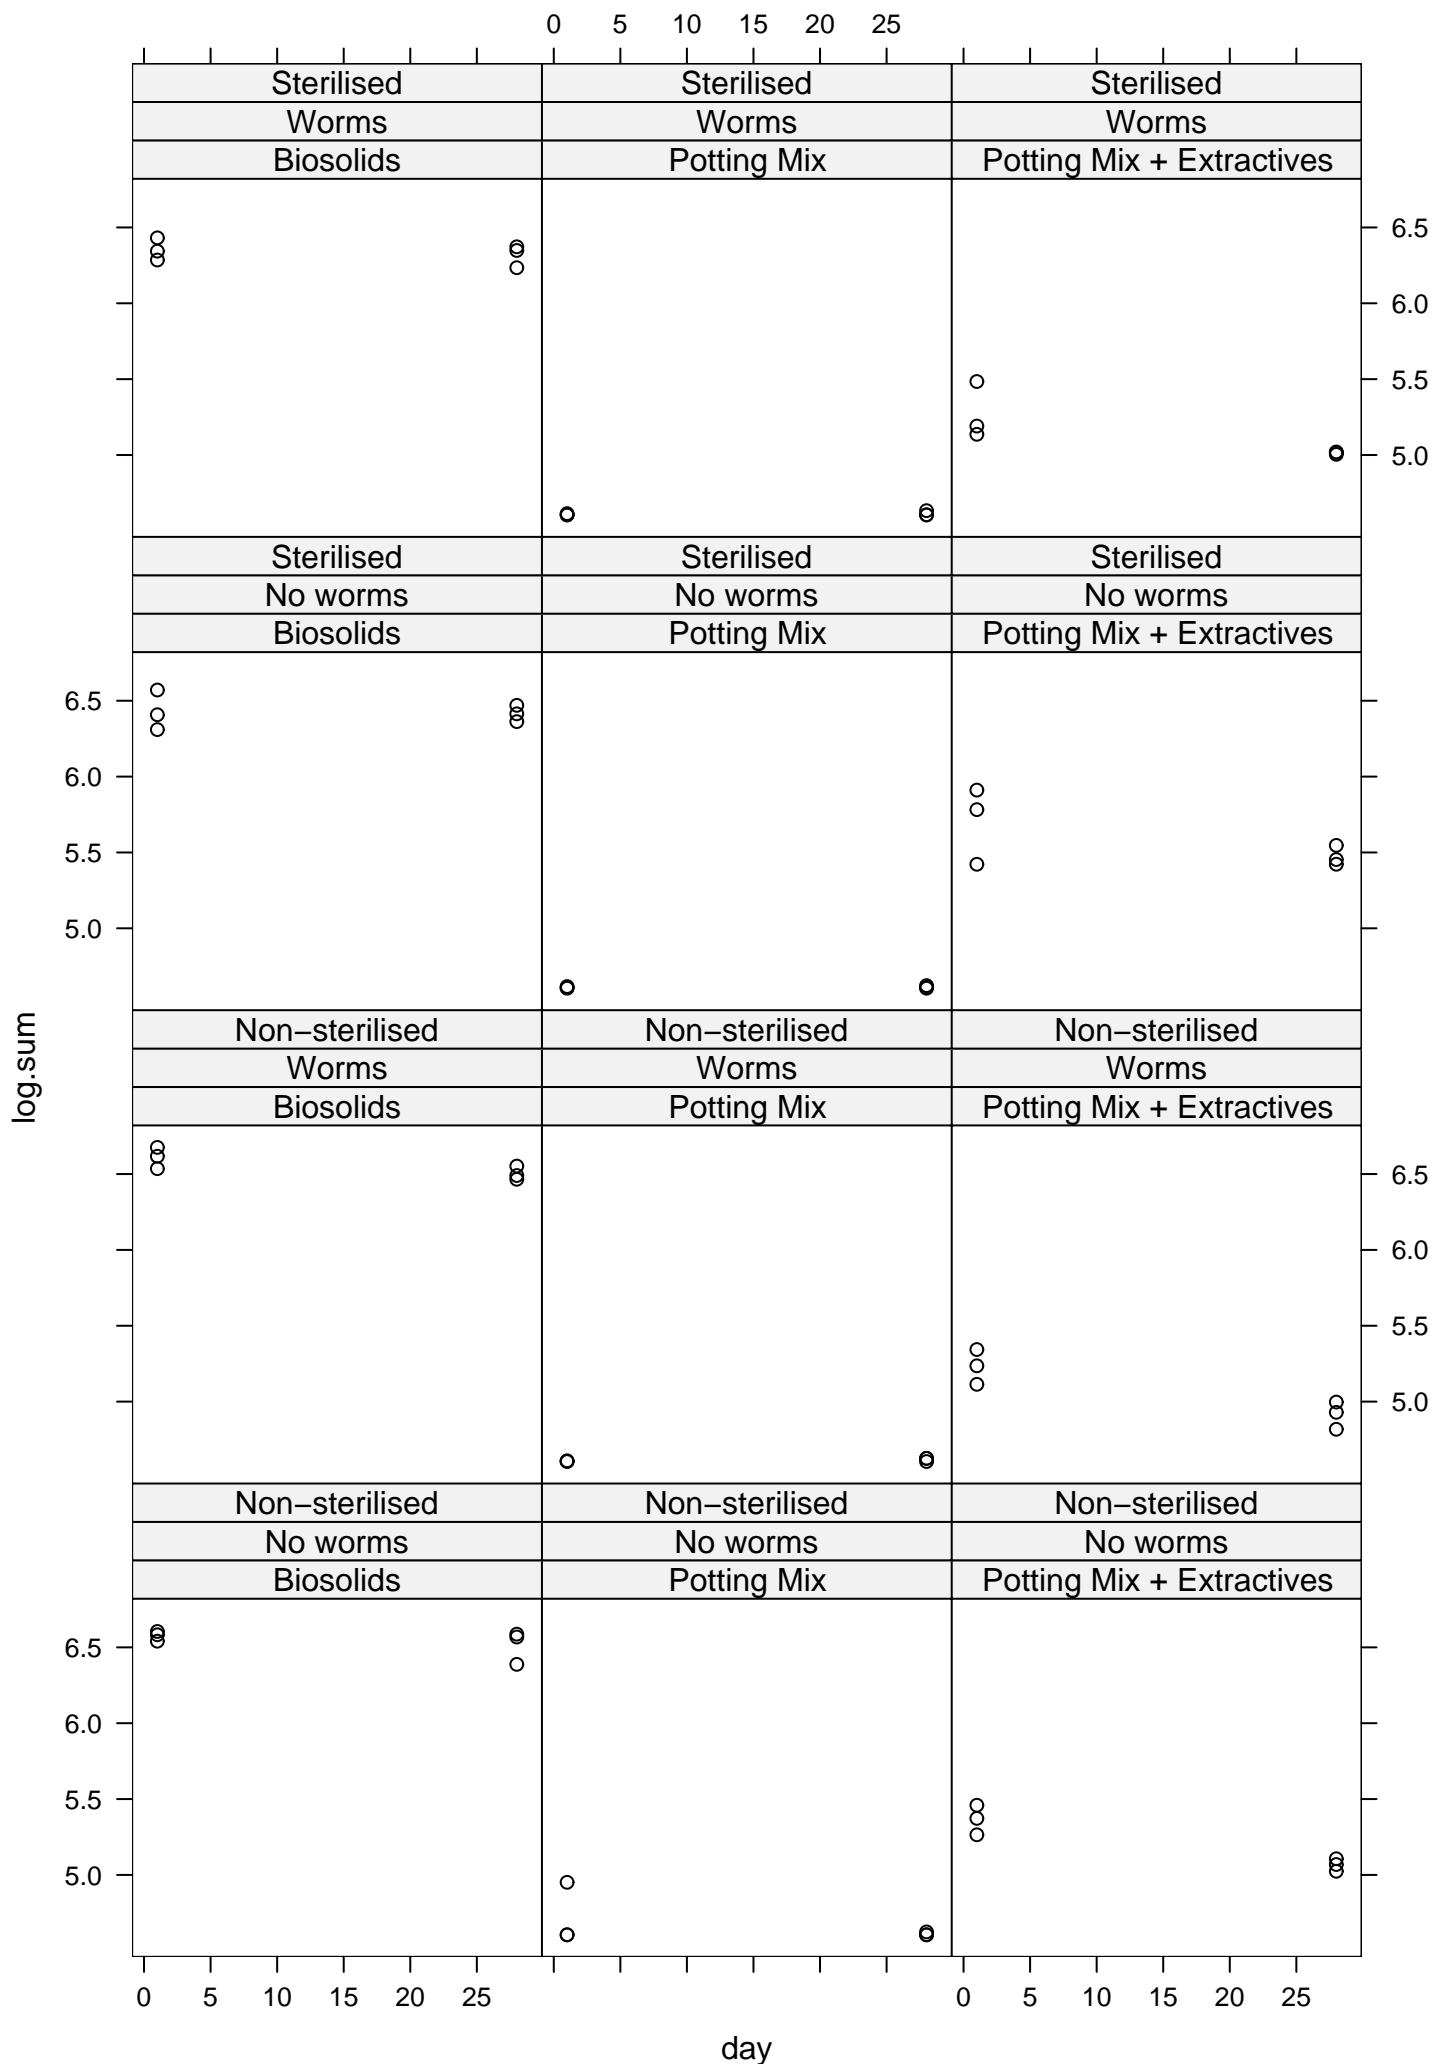 0 5 10 15 20 25
Sterilised Sterilised Sterilised
Worms Worms Worms
Biosolids Potting Mix Potting Mix + Extractives
6.5
6.0
5.5
5.0
Sterilised Sterilised Sterilised
No worms No worms No worms
Biosolids Potting Mix Potting Mix + Extractives
6.5
6.0
5.5
5.0
log.sum
Non−sterilised Non−sterilised Non−sterilised
Worms Worms Worms
Biosolids Potting Mix Potting Mix + Extractives
6.5
6.0
5.5
5.0
Non−sterilised Non−sterilised Non−sterilised
No worms No worms No worms
Biosolids Potting Mix Potting Mix + Extractives
6.5
6.0
5.5
5.0
0 5 10 15 20 25 0 5 10 15 20 25
day